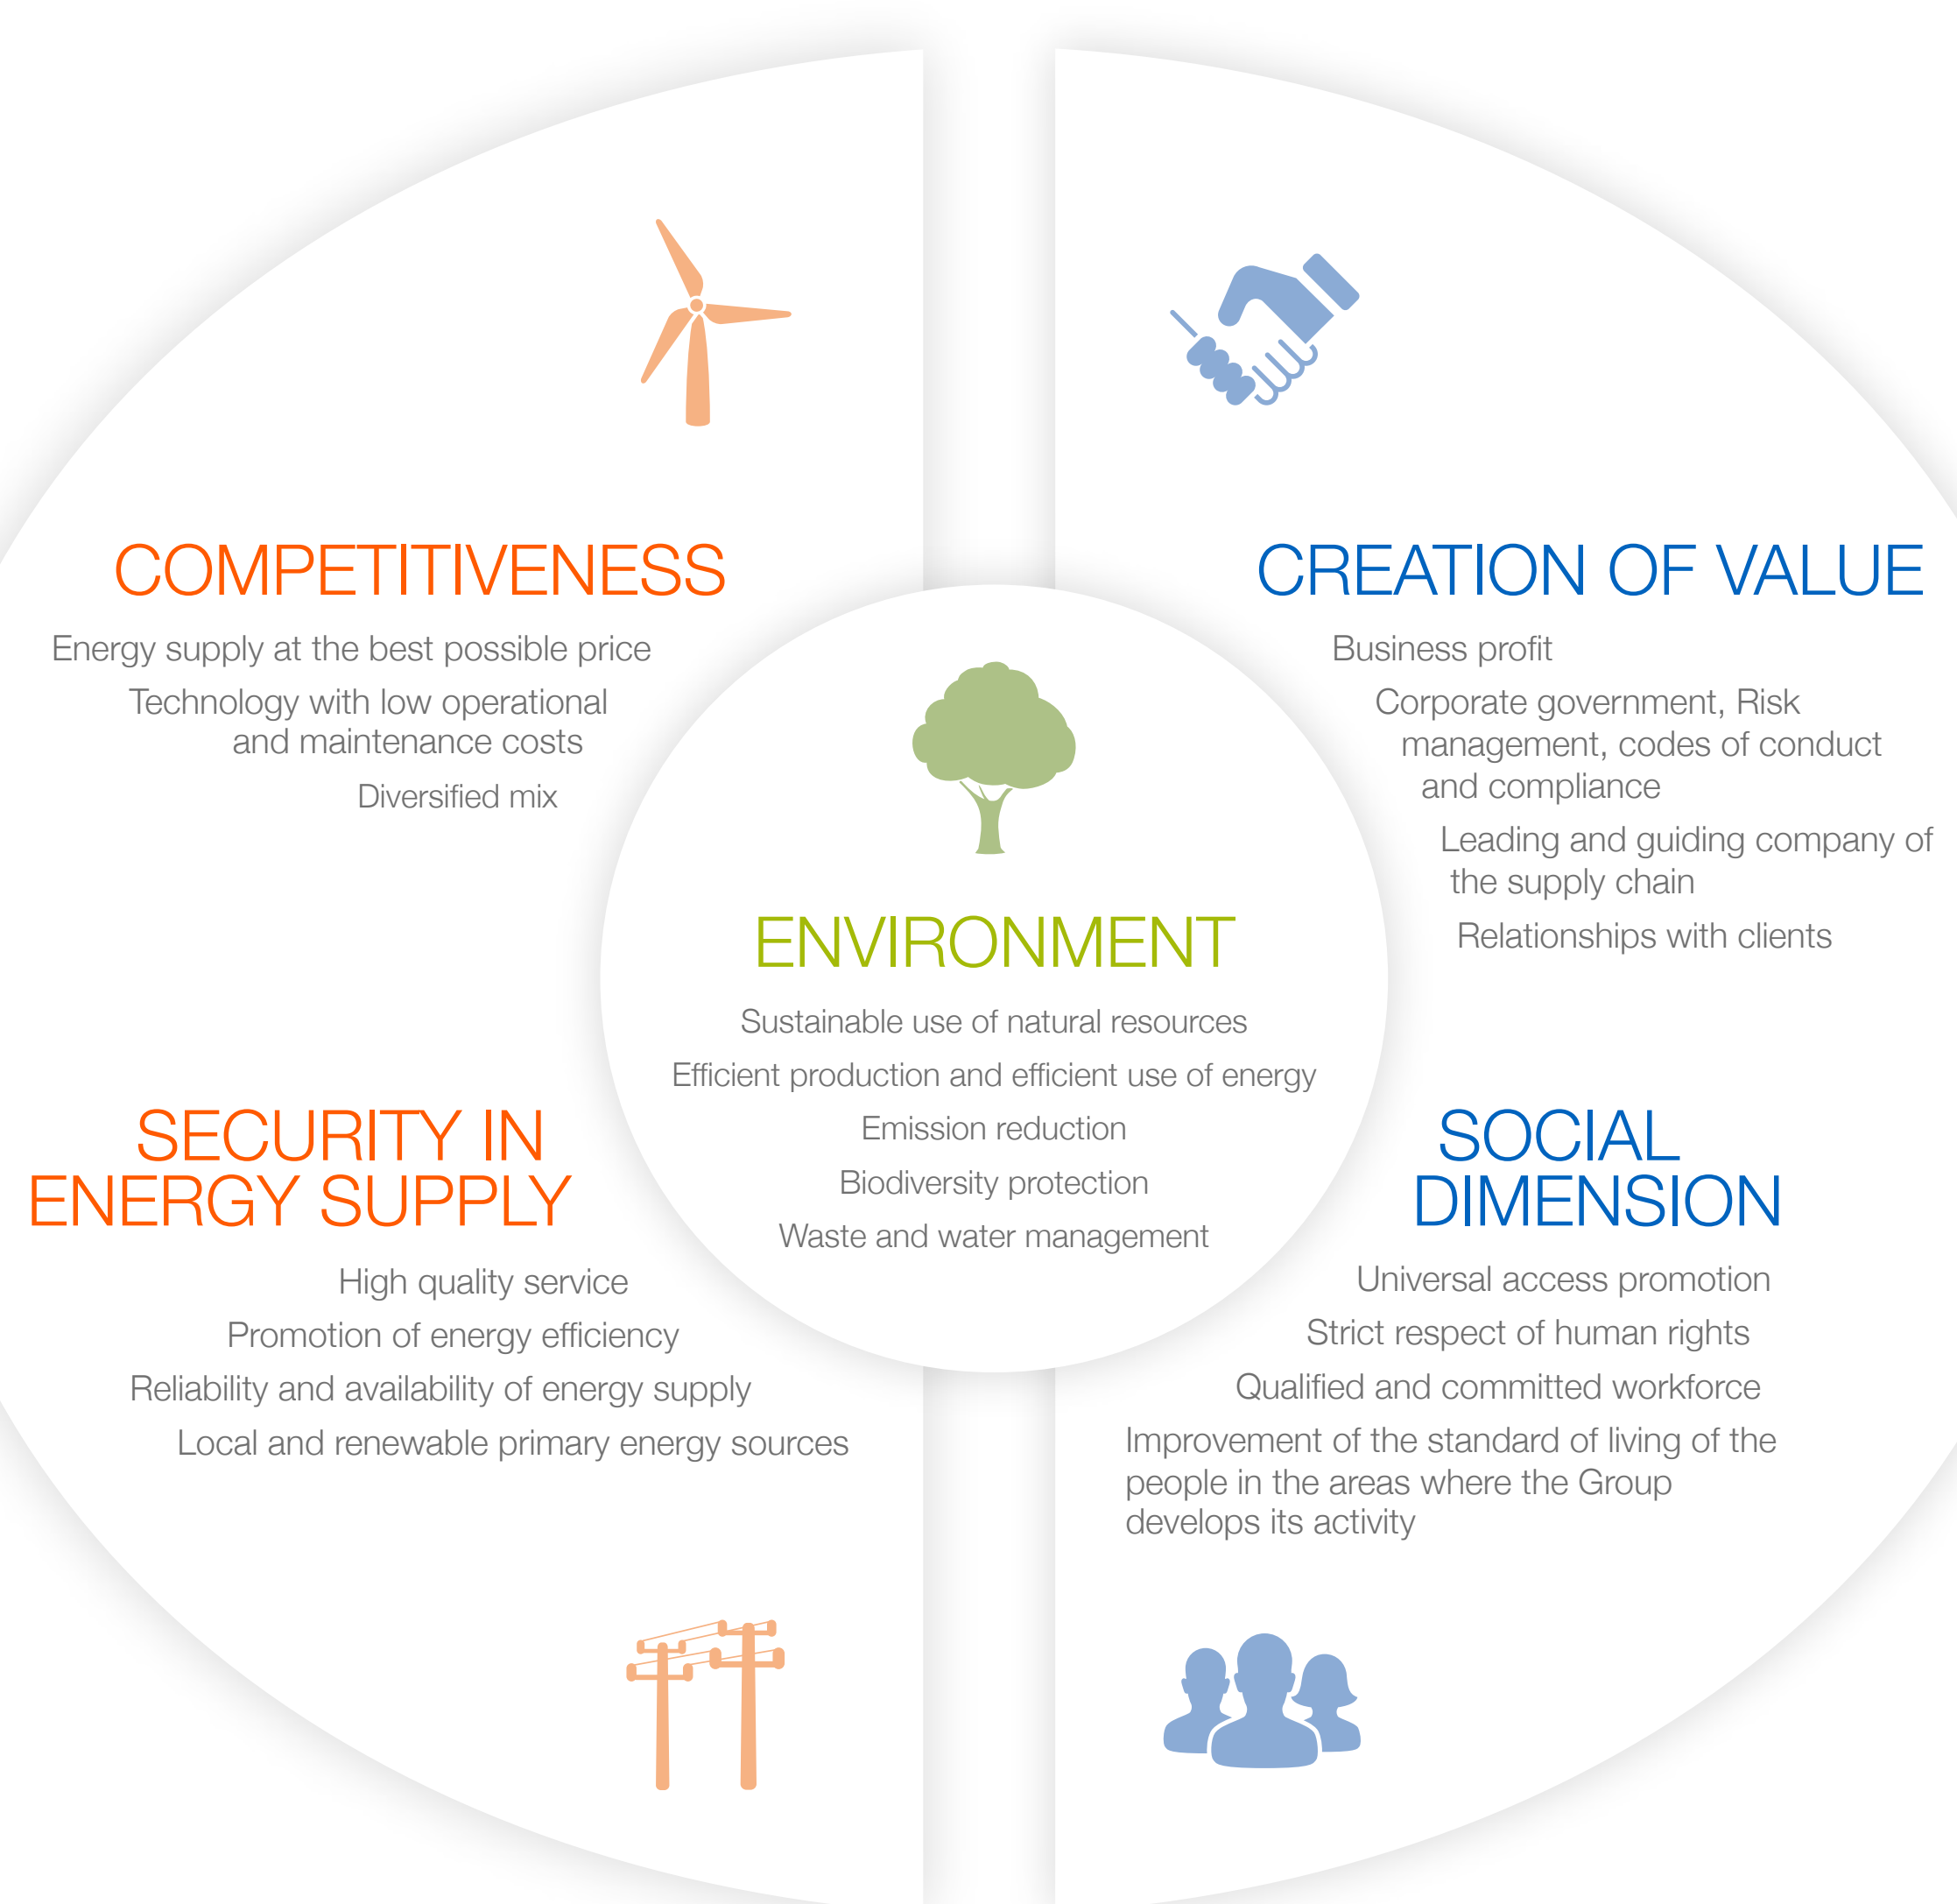 COMPETITIVENESS
Energy supply at the best possible price
Technology with low operational
and maintenance costs
Diversified mix
CREATION OF VALUE
Business profit
Corporate government, Risk
management, codes of conduct
and compliance
Leading and guiding company of
the supply chain
Relationships with clients
ENVIRONMENT
Sustainable use of natural resources
Efficient production and efficient use of energy
Emission reduction
Biodiversity protection
Waste and water management
SECURITY IN
ENERGY SUPPLY
High quality service
Promotion of energy efficiency
Reliability and availability of energy supply
Local and renewable primary energy sources
SOCIAL
DIMENSION
Universal access promotion
Strict respect of human rights
Qualified and committed workforce
Improvement of the standard of living of the
people in the areas where the Group
develops its activity